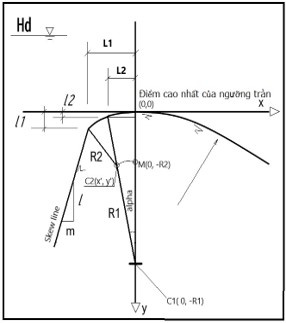 Hd
L1
L2
l2
l1
Điểm cao nhất của ngưỡng tràn
(0,0)
x
R2
M(0, -R2)
C2(x', y')
L
l
m
Skew line
R1
alpha
C1( 0, -R1)
y